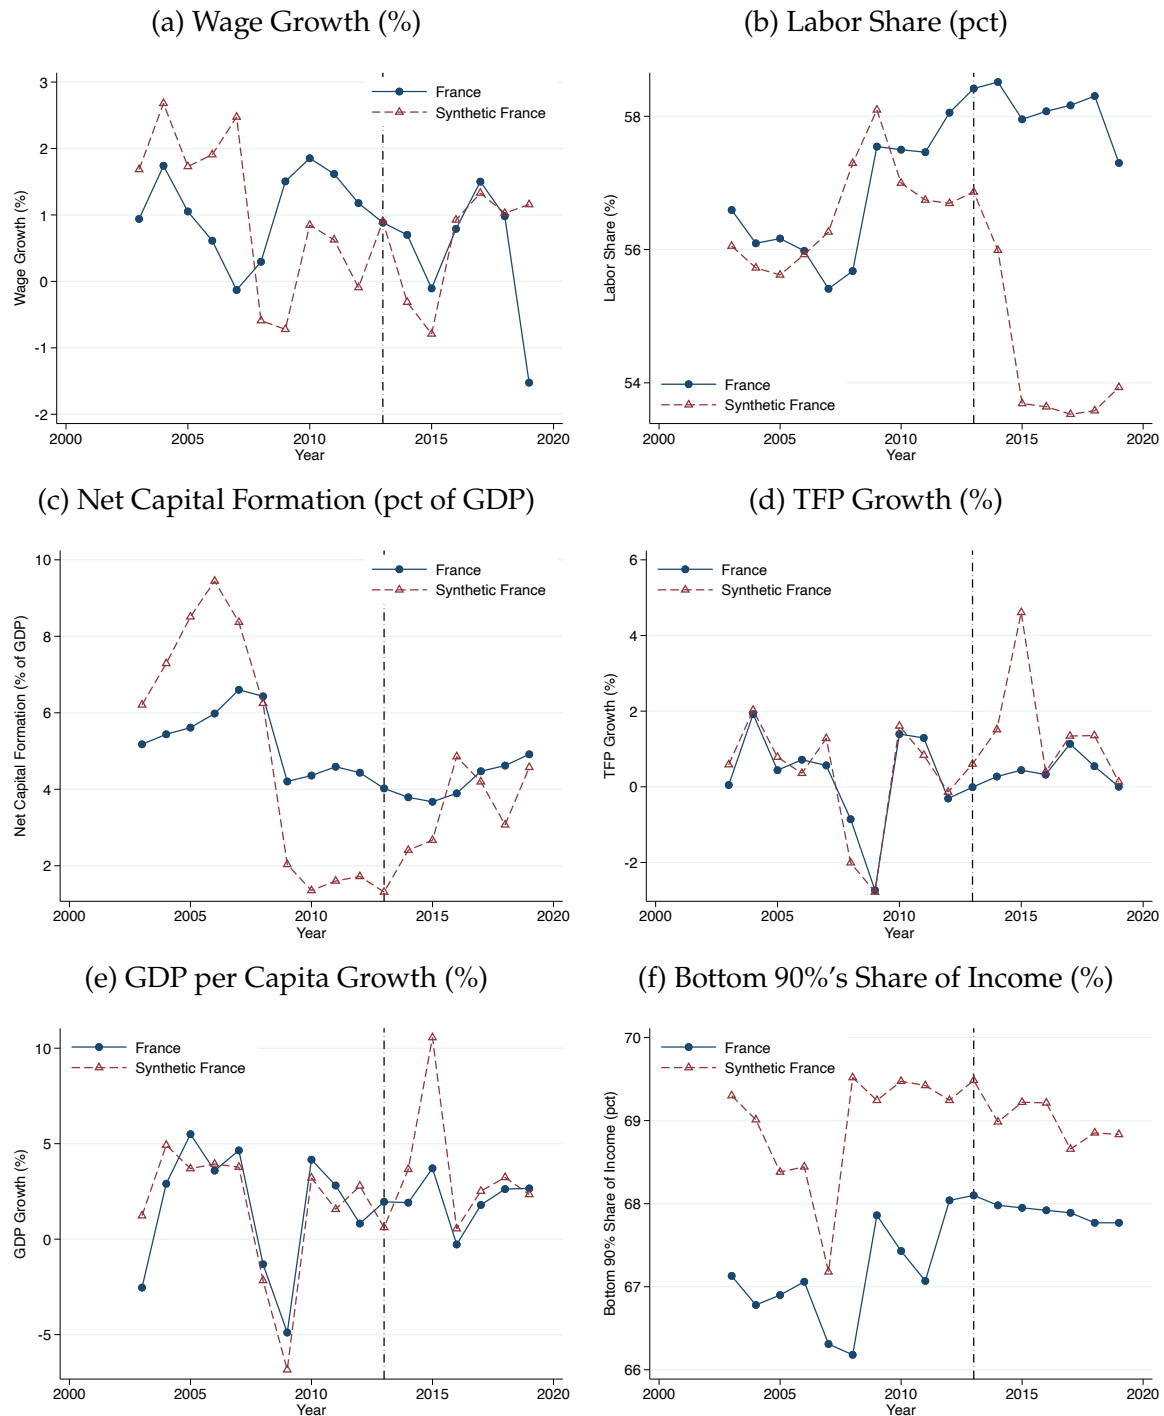 (a) Wage Growth (%)
France
Synthetic France
Wage Growth (%)
3
2
1
0
-1
-2
2000 2005 2010 2015 2020
Year
(b) Labor Share (pct)
Labor Share (%)
58
56
54
France
Synthetic France
2000 2005 2010 2015 2020
Year
(c) Net Capital Formation (pct of GDP)
France
Synthetic France
Net Capital Formation (% of GDP)
10
8
6
4
2
2000 2005 2010 2015 2020
Year
(d) TFP Growth (%)
France
Synthetic France
TFP Growth (%)
6
4
2
0
-2
2000 2005 2010 2015 2020
Year
(e) GDP per Capita Growth (%)
France
Synthetic France
GDP Growth (%)
10
5
0
-5
2000 2005 2010 2015 2020
Year
(f) Bottom 90%'s Share of Income (%)
France
Synthetic France
Bottom 90% Share of Income (pct)
70
69
68
67
66
2000 2005 2010 2015 2020
Year